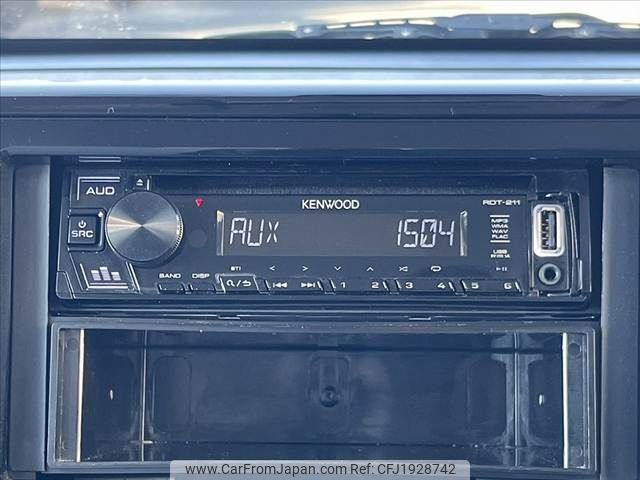 AUD
KENWOOD
RDT-211
SRC
AUX 1504
MP3
WMA
WAV
FLAC
USB
BAND DISP
1 2 3 4 5 6
www.CarFromJapan.com Ref: CFJ1928742